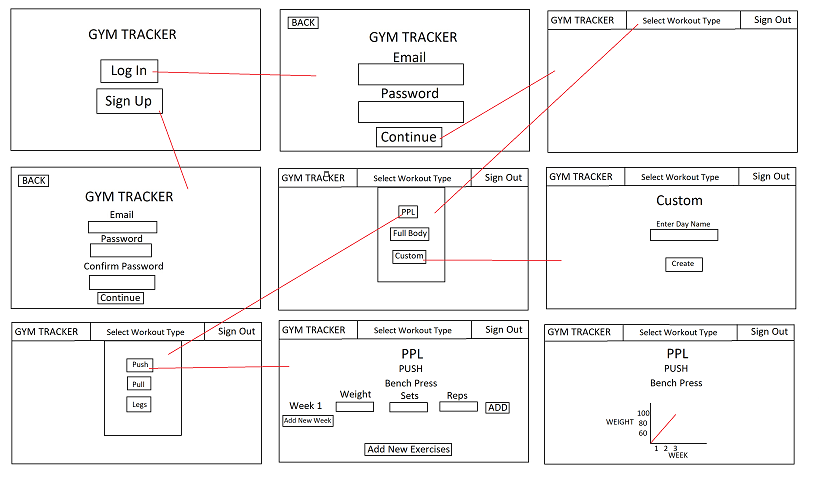 GYM TRACKER
Log In
Sign Up
BACK
GYM TRACKER
Email
Password
Continue
GYM TRACKER Select Workout Type Sign Out
BACK
GYM TRACKER
Email
Password
Confirm Password
Continue
GYM TRACKER Select Workout Type Sign Out
PPL
Full Body
Custom
GYM TRACKER Select Workout Type Sign Out
Custom
Enter Day Name
Create
GYM TRACKER Select Workout Type Sign Out
Push
Pull
Legs
GYM TRACKER Select Workout Type Sign Out
PPL
PUSH
Bench Press
Weight Sets Reps
Week 1 ADD
Add New Week
Add New Exercises
GYM TRACKER Select Workout Type Sign Out
PPL
PUSH
Bench Press
100
WEIGHT 80
60
1 2 3
WEEK